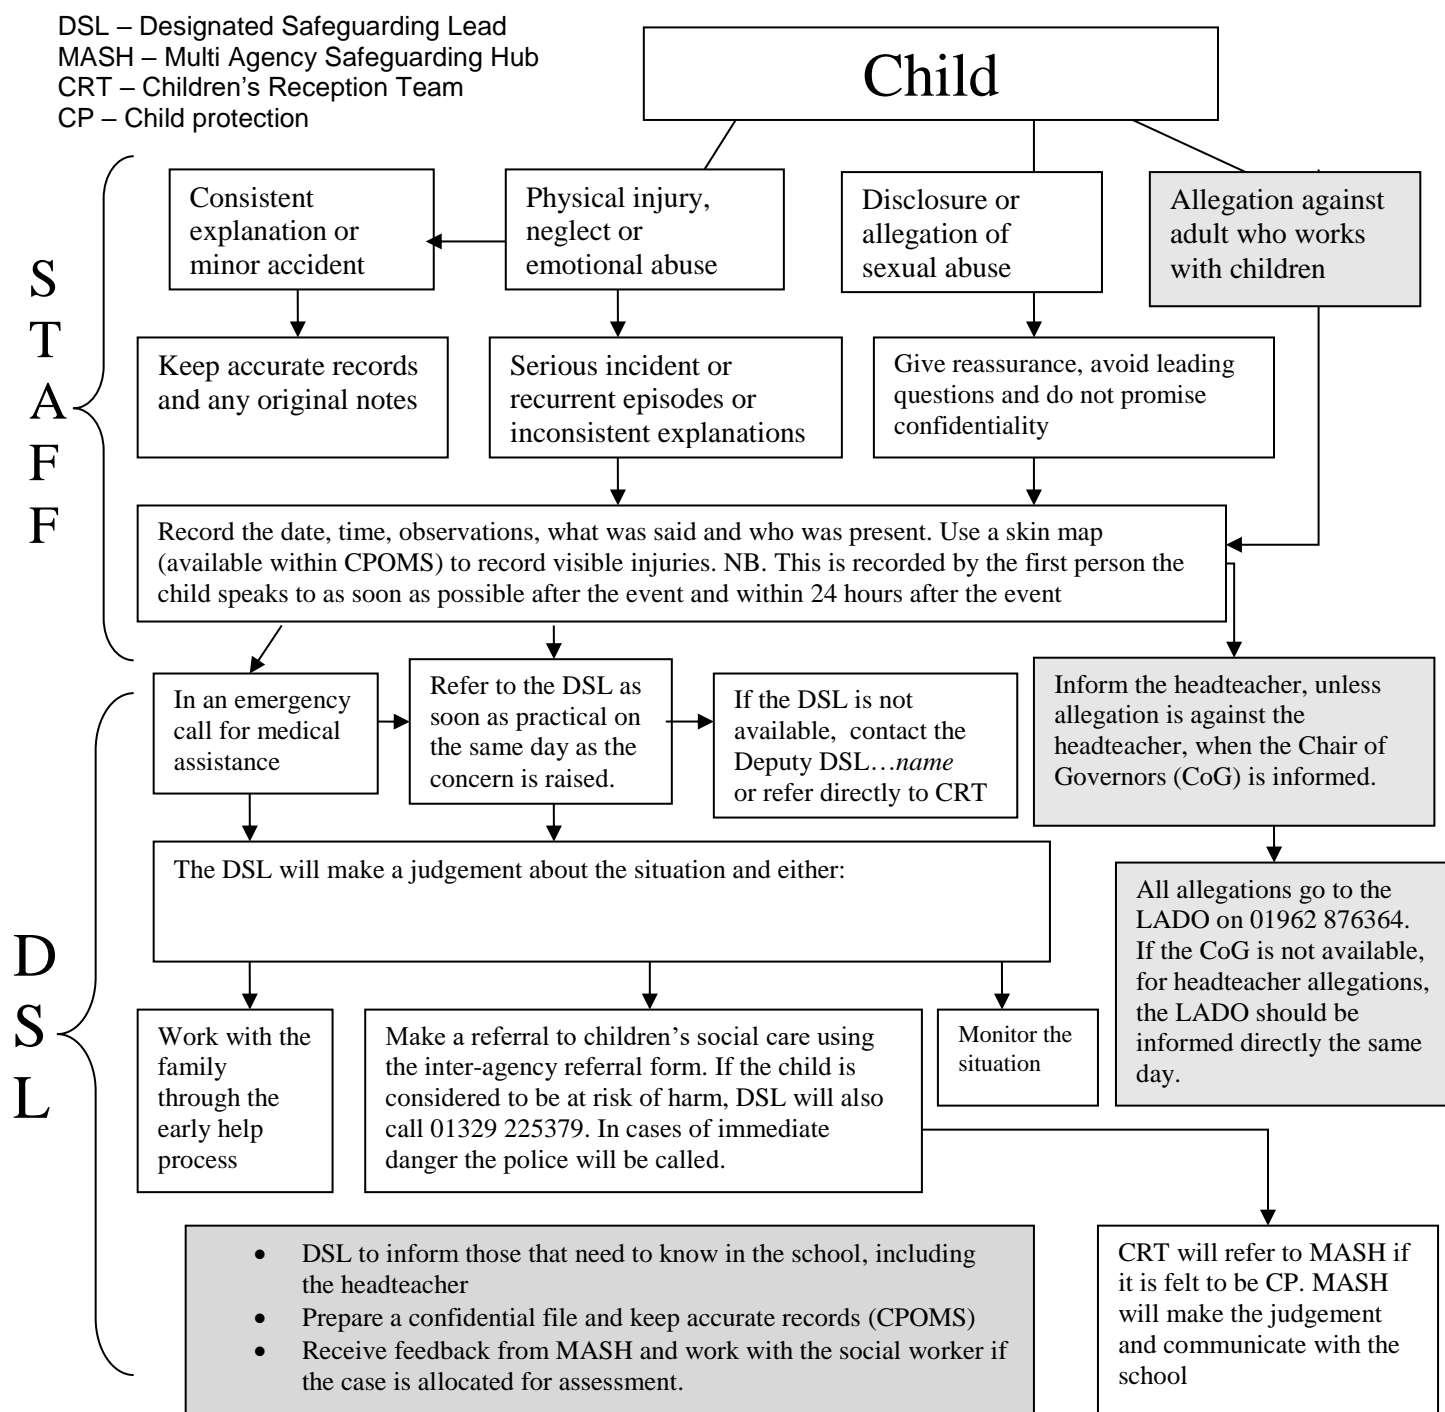 DSL – Designated Safeguarding Lead
MASH – Multi Agency Safeguarding Hub
CRT – Children's Reception Team
CP – Child protection
Child
S
T
A
F
F
Consistent
explanation or
minor accident
Physical injury,
neglect or
emotional abuse
Disclosure or
allegation of
sexual abuse
Allegation against
adult who works
with children
Keep accurate records
and any original notes
Serious incident or
recurrent episodes or
inconsistent explanations
Give reassurance, avoid leading
questions and do not promise
confidentiality
Record the date, time, observations, what was said and who was present. Use a skin map
(available within CPOMS) to record visible injuries. NB. This is recorded by the first person the
child speaks to as soon as possible after the event and within 24 hours after the event
D
S
L
In an emergency
call for medical
assistance
Refer to the DSL as
soon as practical on
the same day as the
concern is raised.
If the DSL is not
available,  contact the
Deputy DSL…name
or refer directly to CRT
Inform the headteacher, unless
allegation is against the
headteacher, when the Chair of
Governors (CoG) is informed.
The DSL will make a judgement about the situation and either:
All allegations go to the
LADO on 01962 876364.
If the CoG is not available,
for headteacher allegations,
the LADO should be
informed directly the same
day.
Work with the
family
through the
early help
process
Make a referral to children's social care using
the inter-agency referral form. If the child is
considered to be at risk of harm, DSL will also
call 01329 225379. In cases of immediate
danger the police will be called.
Monitor the
situation
• DSL to inform those that need to know in the school, including
the headteacher
• Prepare a confidential file and keep accurate records (CPOMS)
• Receive feedback from MASH and work with the social worker if
the case is allocated for assessment.
CRT will refer to MASH if
it is felt to be CP. MASH
will make the judgement
and communicate with the
school